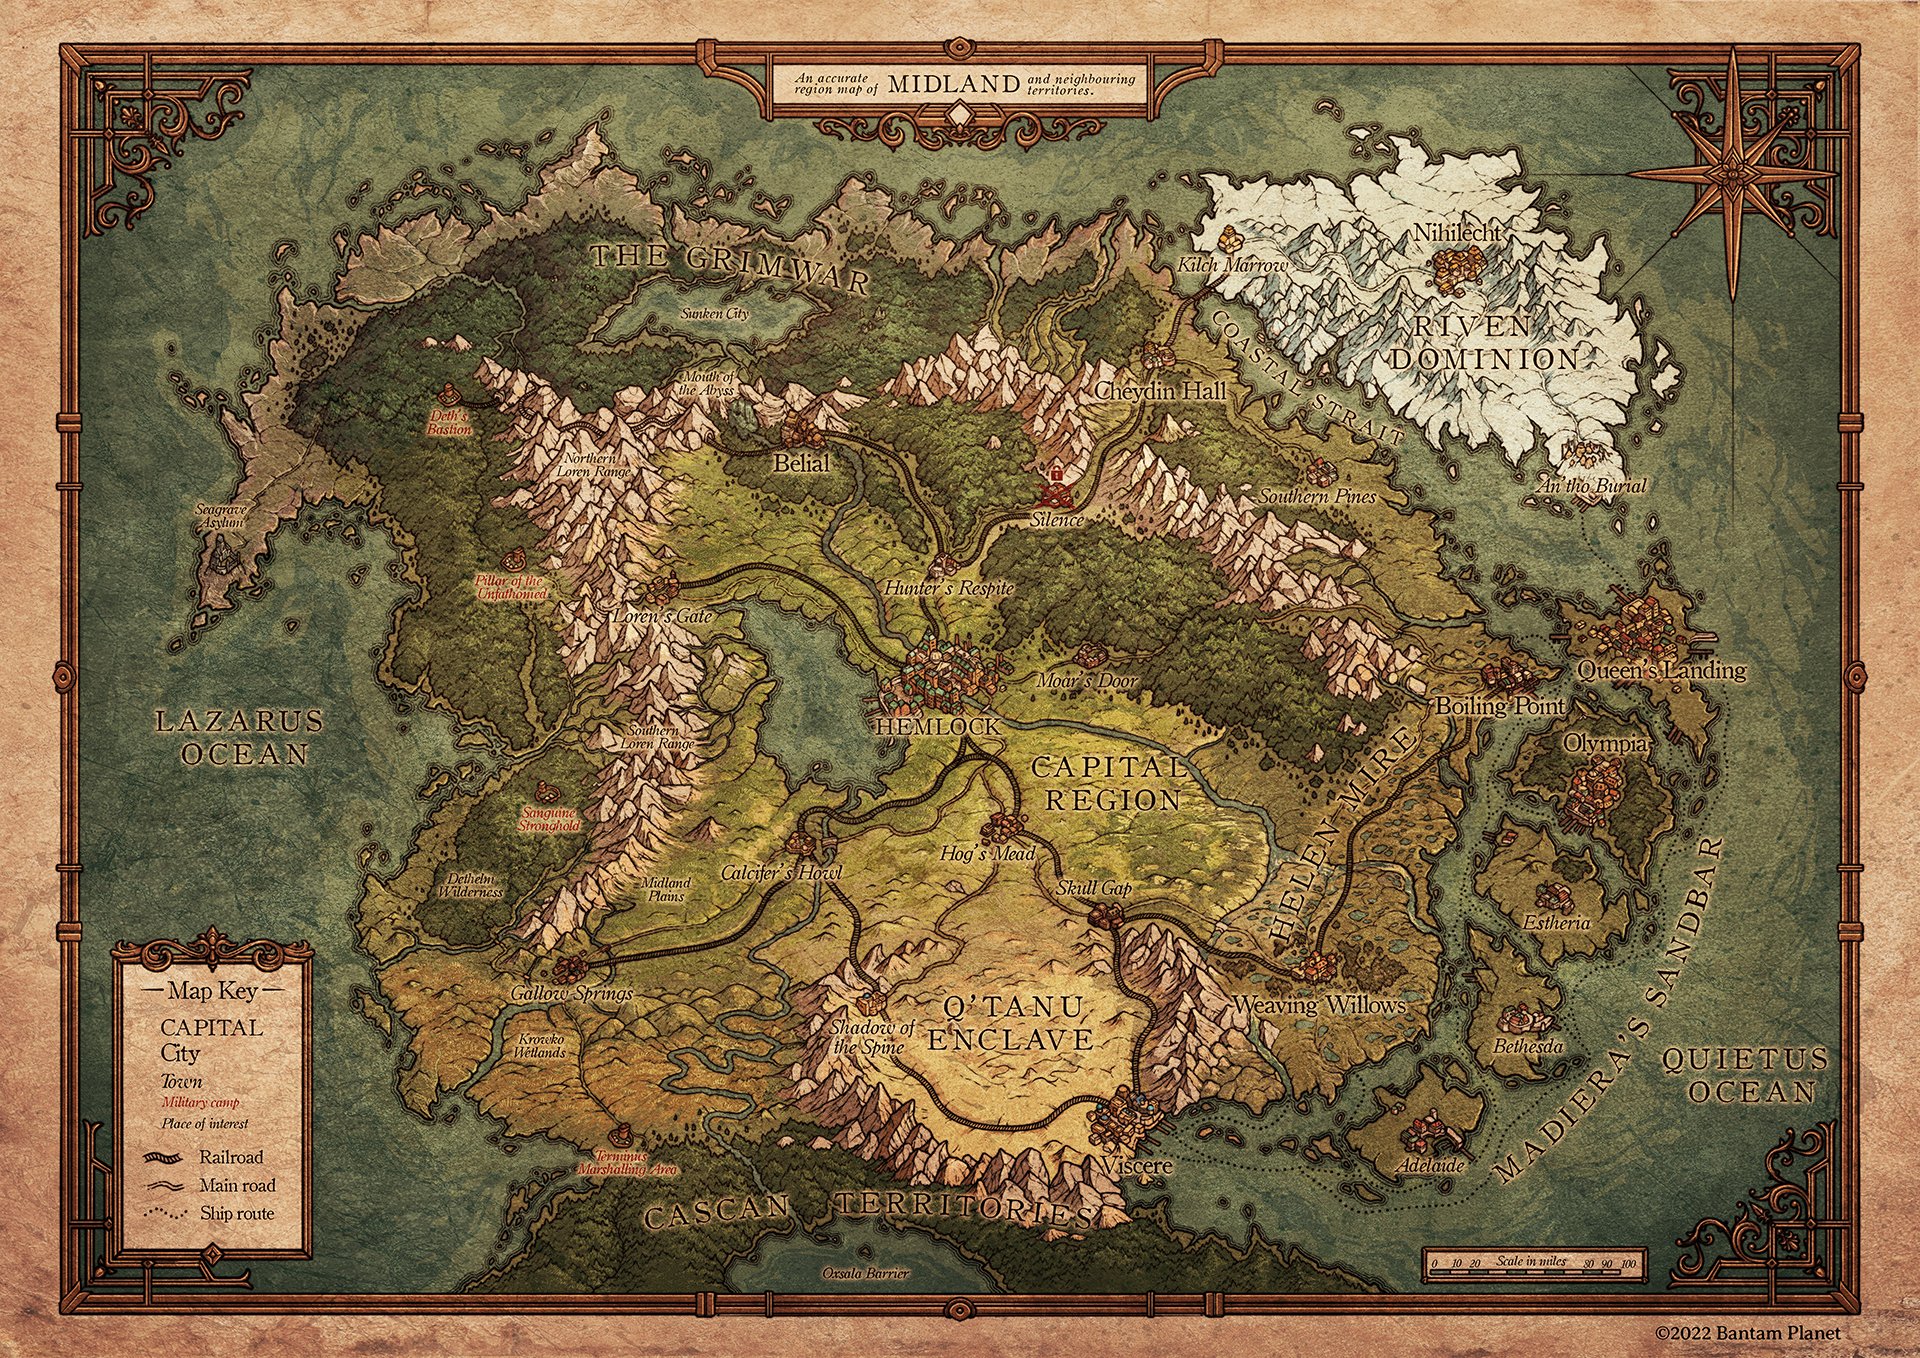 An accurate
region map of
MIDLAND
and neighbouring
territories.
THE GRIMWAR
Sunken City
Mouth of
the Abyss
Kilch Marrow
Nihilecht
RIVEN
DOMINION
COASTAL STRAIT
Cheydin Hall
Deth's
Bastion
Northern
Loren Range
Belial
Silence
Southern Pines
An'tho Burial
Seagrave
Asylum
Pillar of the
Unfathomed
Loren's Gate
Hunter's Respite
Moar's Door
Queen's Landing
Boiling Point
HEMLOCK
LAZARUS
OCEAN
Southern
Loren Range
CAPITAL
REGION
HELEN-MIRE
Olympia
Sanguine
Stronghold
Calcifer's Howl
Hog's Mead
Skull Gap
Dethelm
Wilderness
Midland
Plains
Estheria
Gallow Springs
Krowko
Wetlands
Shadow of
the Spine
Q'TANU
ENCLAVE
Weaving Willows
Bethesda
MADIERA'S SANDBAR
QUIETUS
OCEAN
Terminus
Marshalling Area
Viscere
Adelaide
CASCAN TERRITORIES
Oxsala Barrier
Map Key
CAPITAL
City
Town
Military camp
Place of interest
Railroad
Main road
Ship route
0 10 20 Scale in miles 80 90 100
©2022 Bantam Planet